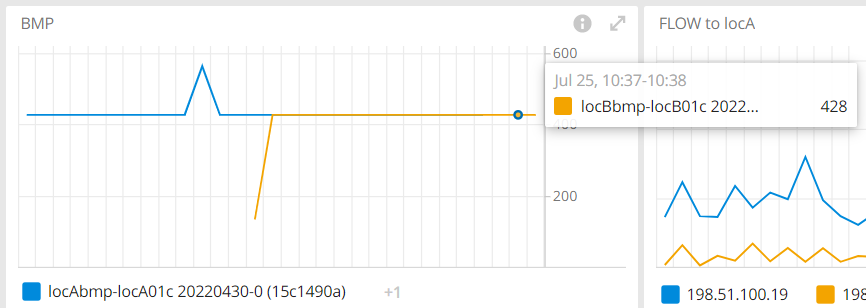 BMP
FLOW to locA
600
Jul 25, 10:37-10:38
locBbmp-locB01c 2022... 428
200
locAbmp-locA01c 20220430-0 (15c1490a) +1
198.51.100.19
198